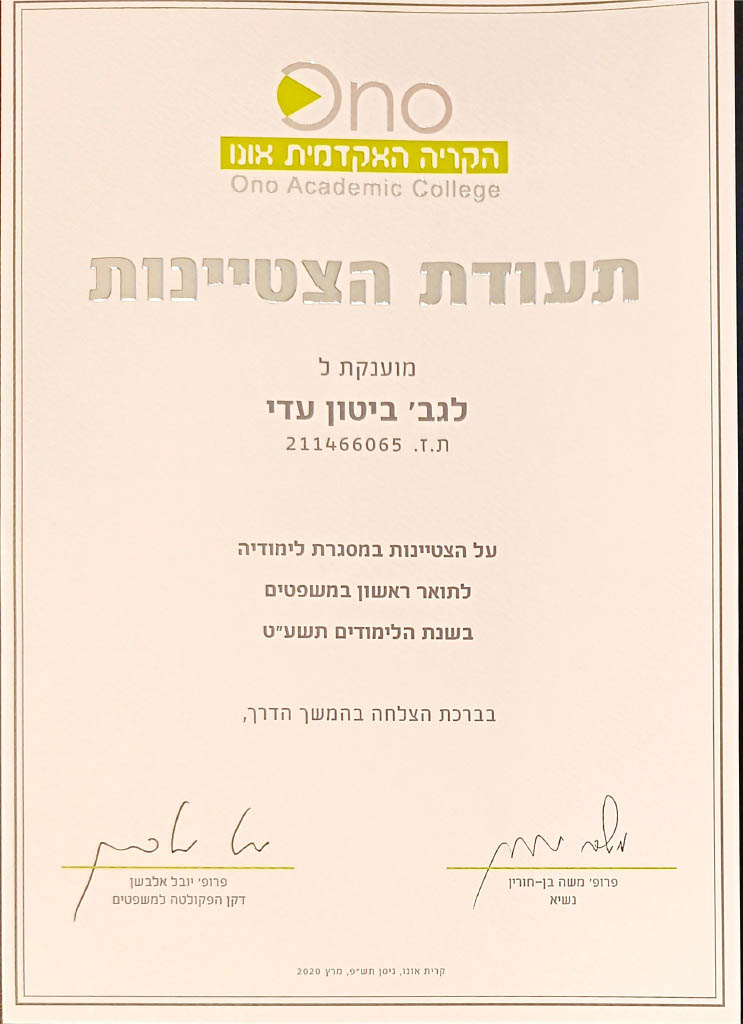 Ono
הקריה האקדמית אונו
Ono Academic College
תעודת הצטיינות
מוענקת ל
לגב' ביטון עדי
ת.ז. 211466065
על הצטיינות במסגרת לימודיה
לתואר ראשון במשפטים
בשנת הלימודים תשע"ט
בברכת הצלחה בהמשך הדרך,
פרופ' משה בן-חורין
נשיא
פרופ' יובל אלבשן
דקן הפקולטה למשפטים
קרית אונו, ניסן תש"פ, מרץ 2020